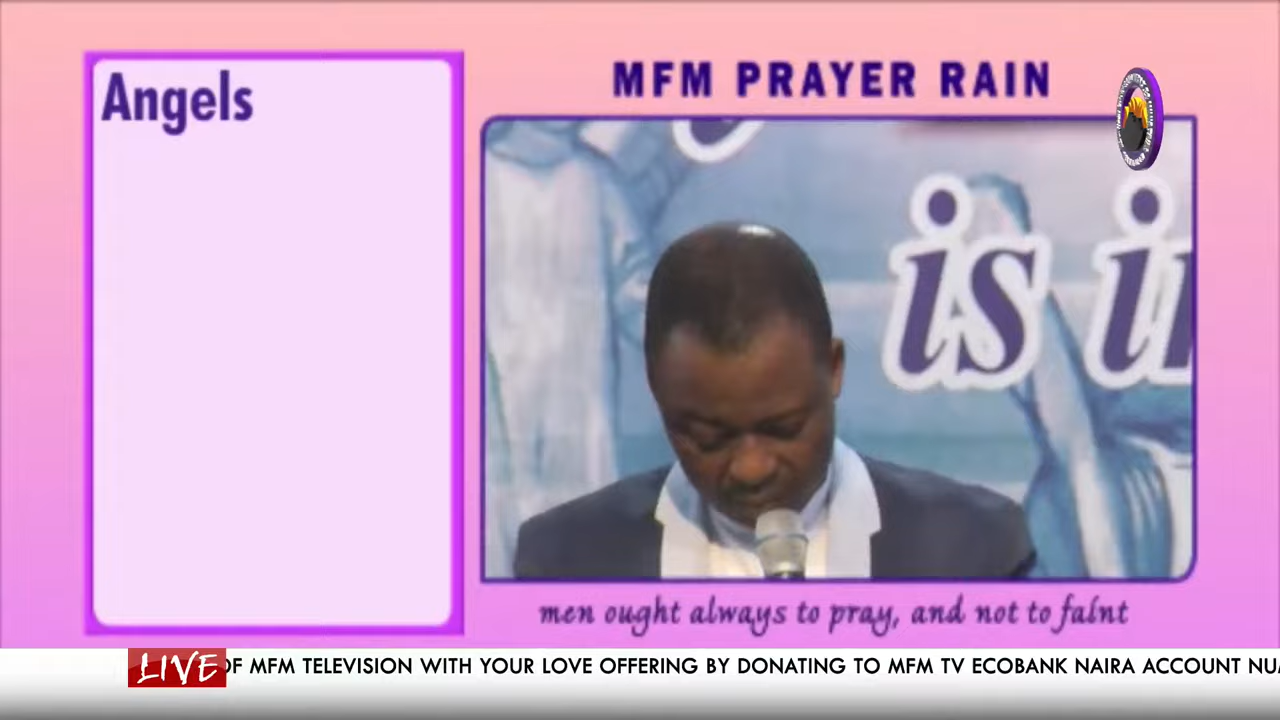 Angels
MFM PRAYER RAIN
is
men ought always to pray, and not to faint
LIVE
OF MFM TELEVISION WITH YOUR LOVE OFFERING BY DONATING TO MFM TV ECOBANK NAIRA ACCOUNT